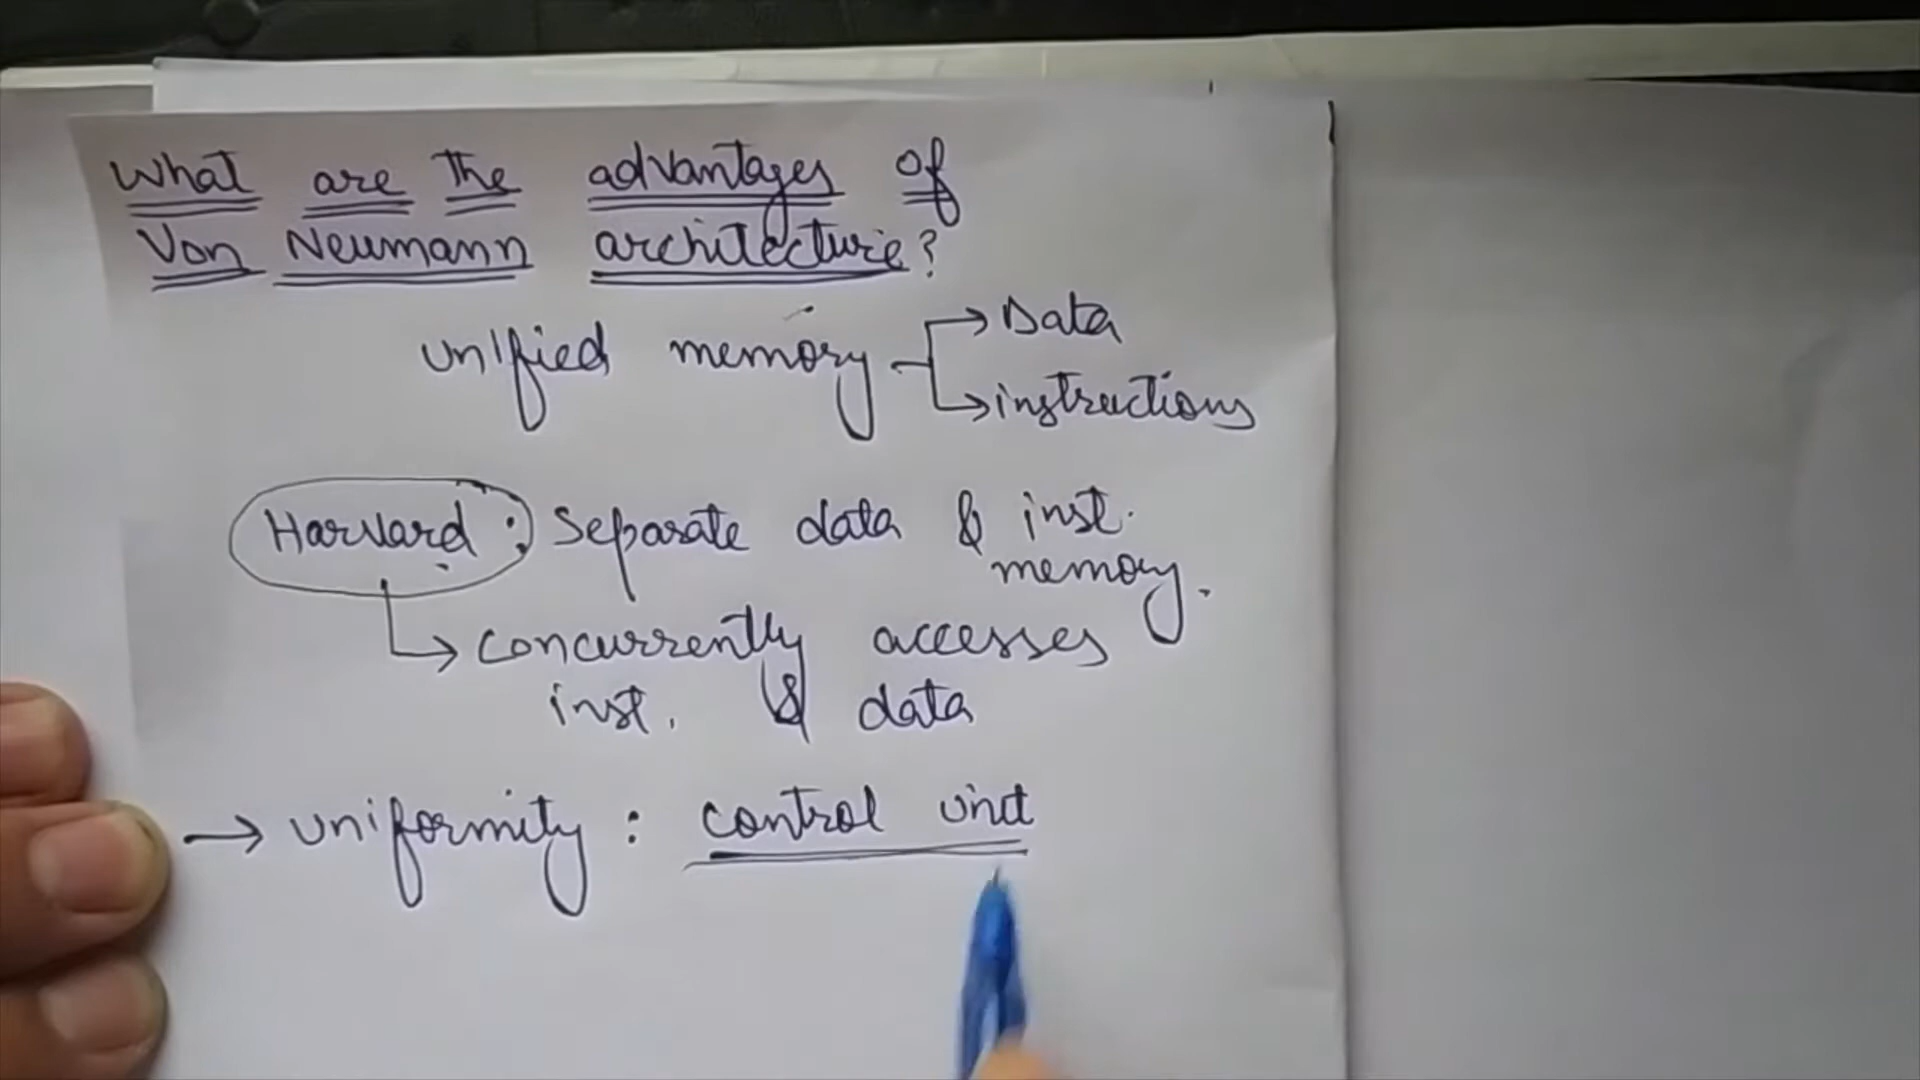 What are the advantages of
Von Neumann architecture?
unified memory → Data
→ instructions
Harvard : Separate data & inst.
memory.
→ concurrently accesses
inst. & data
→ uniformity : control unit